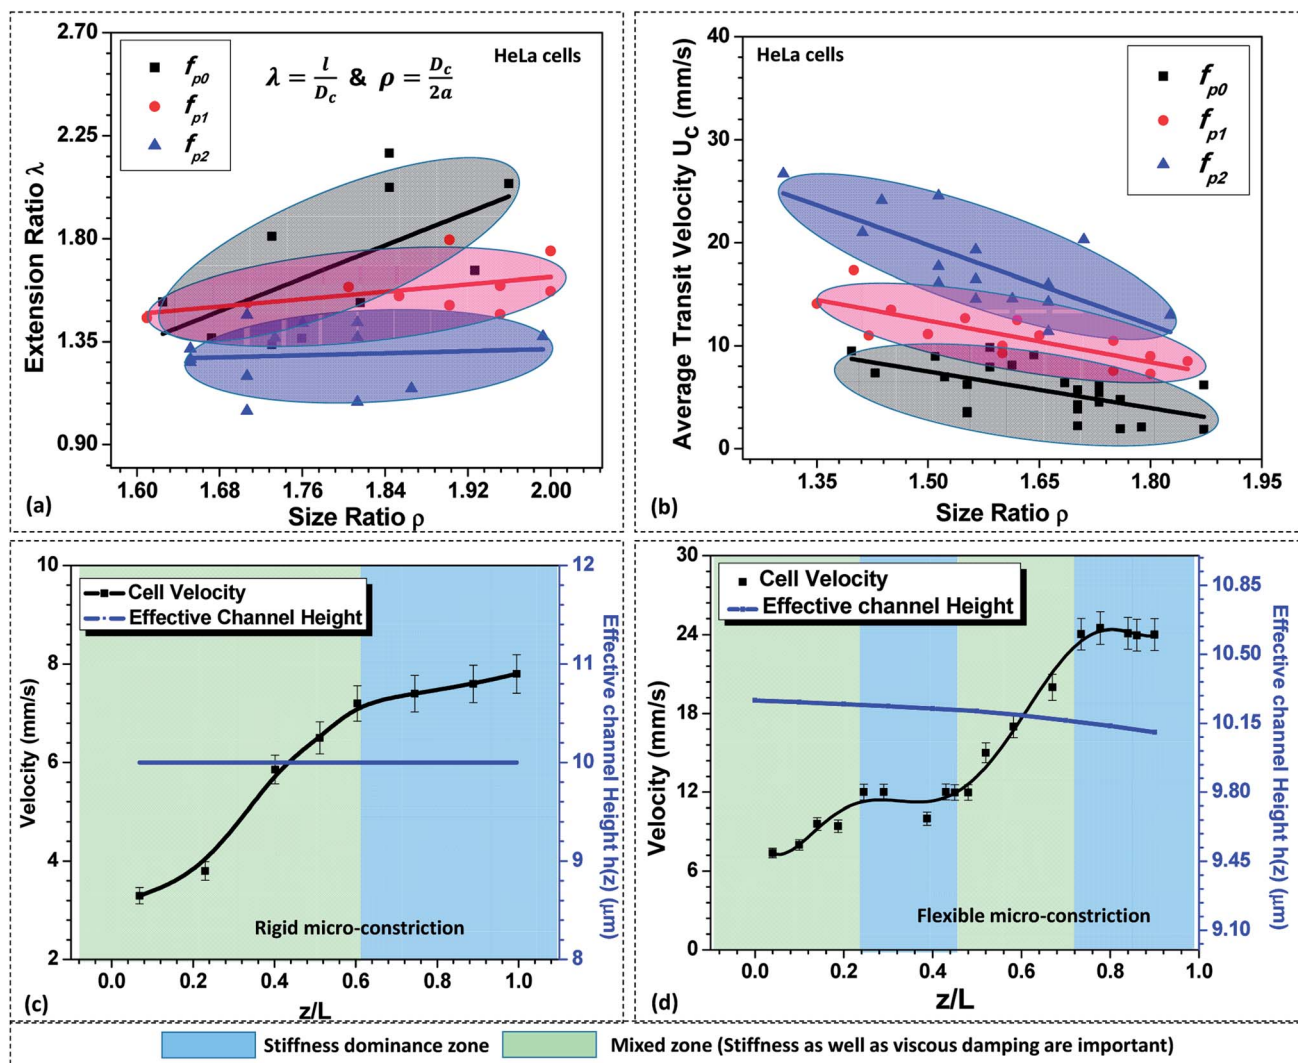 2.70
2.25
1.80
1.35
0.90
Extension Ratio λ
f_p0
f_p1
f_p2
λ = l/D_c & ρ = D_c/2a
HeLa cells
1.60 1.68 1.76 1.84 1.92 2.00
Size Ratio ρ
(a)
40
30
20
10
0
Average Transit Velocity U_C (mm/s)
HeLa cells
f_p0
f_p1
f_p2
1.35 1.50 1.65 1.80 1.95
Size Ratio ρ
(b)
10
8
6
4
2
Velocity (mm/s)
Cell Velocity
Effective Channel Height
12
11
10
9
8
Effective channel Height h(z) (μm)
Rigid micro-constriction
0.0 0.2 0.4 0.6 0.8 1.0
z/L
(c)
30
24
18
12
6
0
Velocity (mm/s)
Cell Velocity
Effective channel Height
10.85
10.50
10.15
9.80
9.45
9.10
Effective channel Height h(z) (μm)
Flexible micro-constriction
0.0 0.2 0.4 0.6 0.8 1.0
z/L
(d)
Stiffness dominance zone
Mixed zone (Stiffness as well as viscous damping are important)